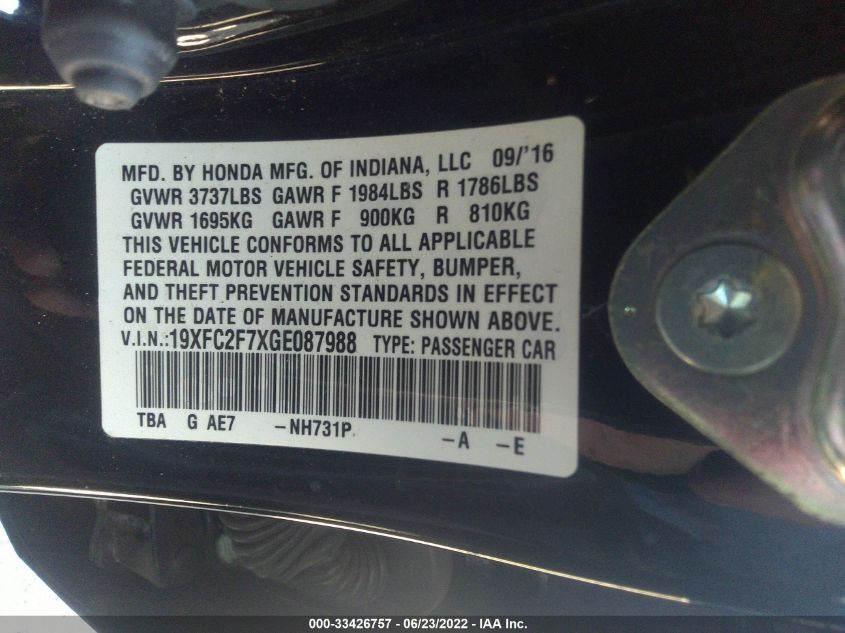 MFD. BY HONDA MFG. OF INDIANA, LLC 09/'16
GVWR 3737LBS GAWR F 1984LBS R 1786LBS
GVWR 1695KG GAWR F 900KG R 810KG
THIS VEHICLE CONFORMS TO ALL APPLICABLE
FEDERAL MOTOR VEHICLE SAFETY, BUMPER,
AND THEFT PREVENTION STANDARDS IN EFFECT
ON THE DATE OF MANUFACTURE SHOWN ABOVE.
V.I.N.:19XFC2F7XGE087988 TYPE: PASSENGER CAR
TBA G AE7 -NH731P -A -E
000-33426757 - 06/23/2022 - IAA Inc.